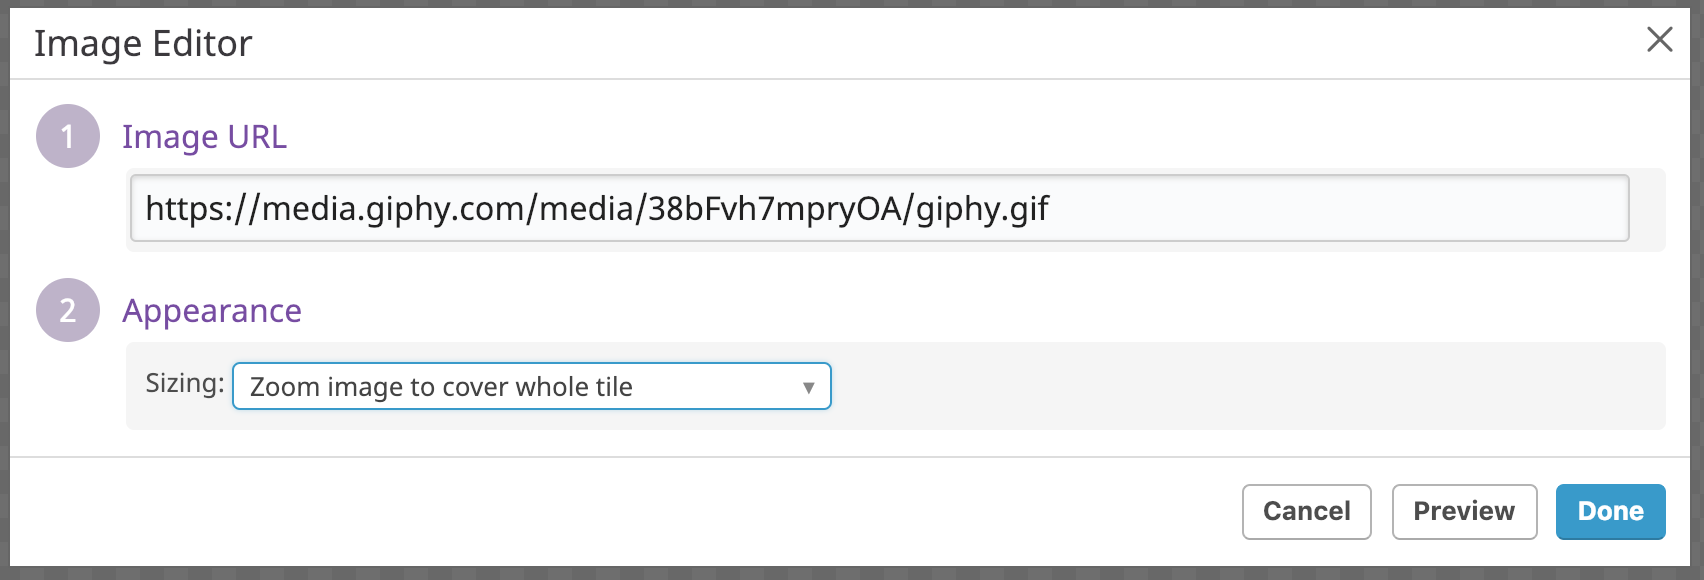 Image Editor
1
Image URL
https://media.giphy.com/media/38bFvh7mpryOA/giphy.gif
2
Appearance
Sizing: Zoom image to cover whole tile
Cancel Preview Done